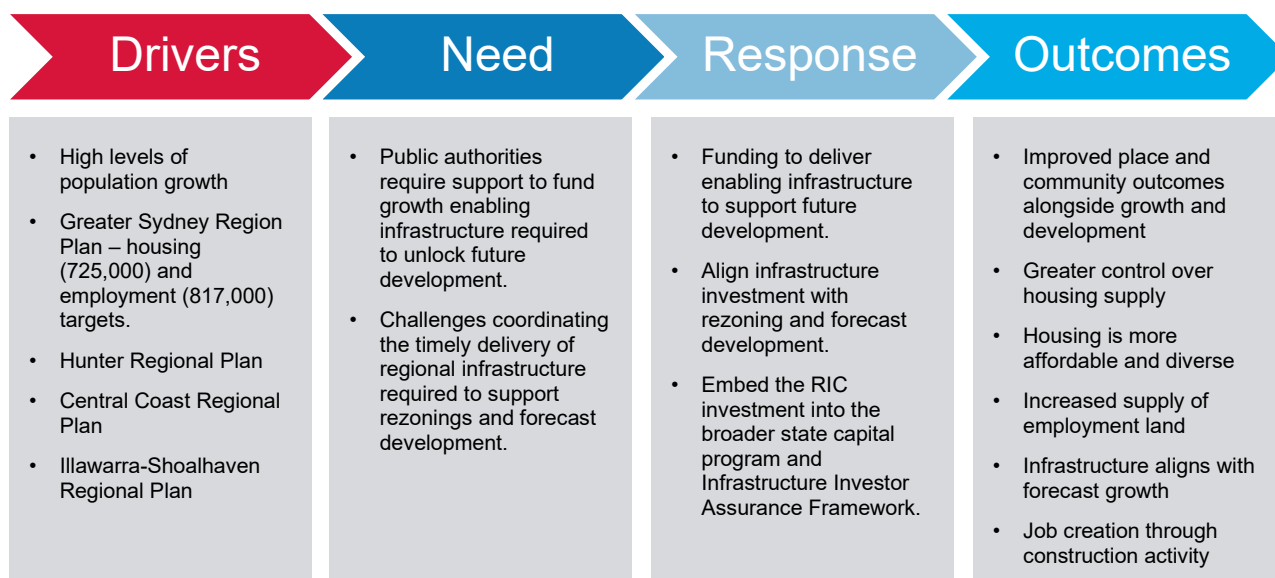 Drivers
Need
Response
Outcomes
• High levels of
population growth
• Greater Sydney Region
Plan – housing
(725,000) and
employment (817,000)
targets.
• Hunter Regional Plan
• Central Coast Regional
Plan
• Illawarra-Shoalhaven
Regional Plan
• Public authorities
require support to fund
growth enabling
infrastructure required
to unlock future
development.
• Challenges coordinating
the timely delivery of
regional infrastructure
required to support
rezonings and forecast
development.
• Funding to deliver
enabling infrastructure
to support future
development.
• Align infrastructure
investment with
rezoning and forecast
development.
• Embed the RIC
investment into the
broader state capital
program and
Infrastructure Investor
Assurance Framework.
• Improved place and
community outcomes
alongside growth and
development
• Greater control over
housing supply
• Housing is more
affordable and diverse
• Increased supply of
employment land
• Infrastructure aligns with
forecast growth
• Job creation through
construction activity